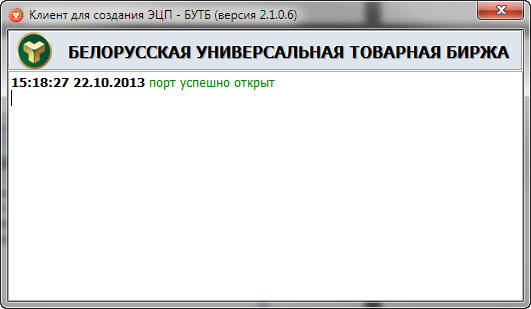 Клиент для создания ЭЦП - БУТБ (версия 2.1.0.6)
БЕЛОРУССКАЯ УНИВЕРСАЛЬНАЯ ТОВАРНАЯ БИРЖА
15:18:27 22.10.2013 порт успешно открыт